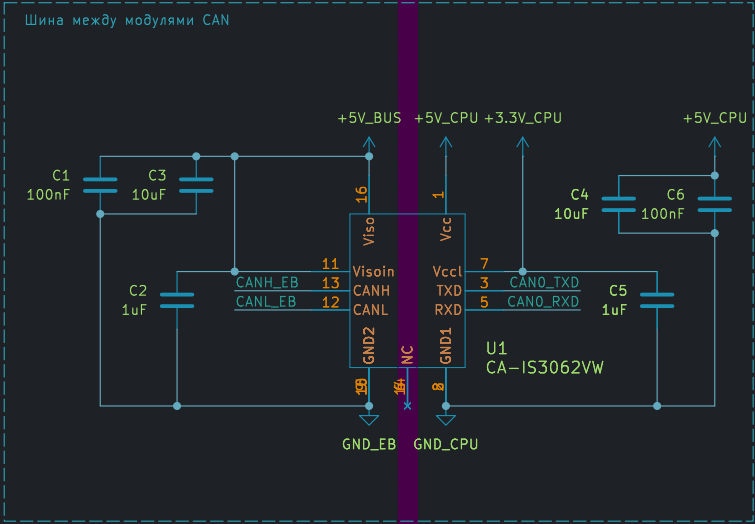 Шина между модулями CAN
+5V_BUS
+5V_CPU
+3.3V_CPU
+5V_CPU
C1
100nF
C3
10uF
16
Viso
1
Vcc
C4
10uF
C6
100nF
11
Visoin
Vccl
7
CANH_EB
13
CANH
TXD
3
CAN0_TXD
CANL_EB
12
CANL
RXD
5
CAN0_RXD
C2
1uF
C5
1uF
GND2
NC
GND1
U1
CA-IS3062VW
GND_EB
GND_CPU